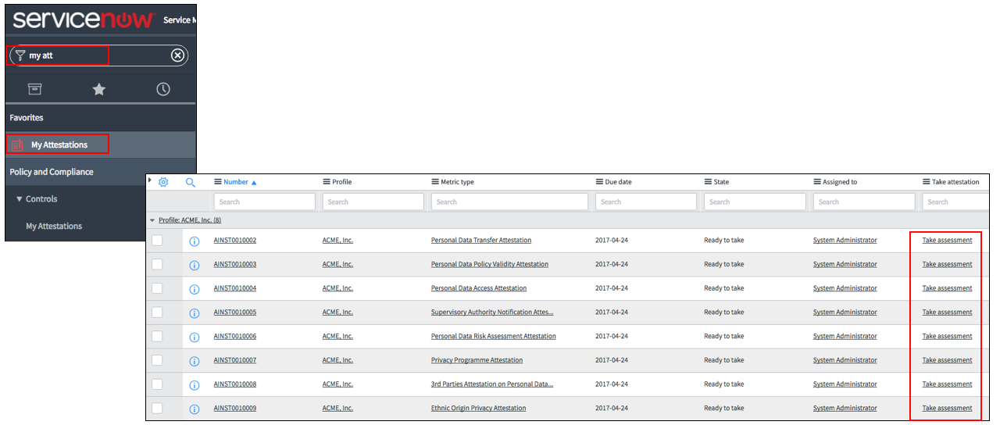 servicenow Service M
my att
Favorites
My Attestations
Policy and Compliance
Controls
My Attestations
Number Profile Metric type Due date State Assigned to Take attestation
Search Search Search Search Search Search Search
Profile: ACME, Inc. (8)
AINST0010002 ACME, Inc. Personal Data Transfer Attestation 2017-04-24 Ready to take System Administrator Take assessment
AINST0010003 ACME, Inc. Personal Data Policy Validity Attestation 2017-04-24 Ready to take System Administrator Take assessment
AINST0010004 ACME, Inc. Personal Data Access Attestation 2017-04-24 Ready to take System Administrator Take assessment
AINST0010005 ACME, Inc. Supervisory Authority Notification Attes... 2017-04-24 Ready to take System Administrator Take assessment
AINST0010006 ACME, Inc. Personal Data Risk Assessment Attestation 2017-04-24 Ready to take System Administrator Take assessment
AINST0010007 ACME, Inc. Privacy Programme Attestation 2017-04-24 Ready to take System Administrator Take assessment
AINST0010008 ACME, Inc. 3rd Parties Attestation on Personal Data... 2017-04-24 Ready to take System Administrator Take assessment
AINST0010009 ACME, Inc. Ethnic Origin Privacy Attestation 2017-04-24 Ready to take System Administrator Take assessment